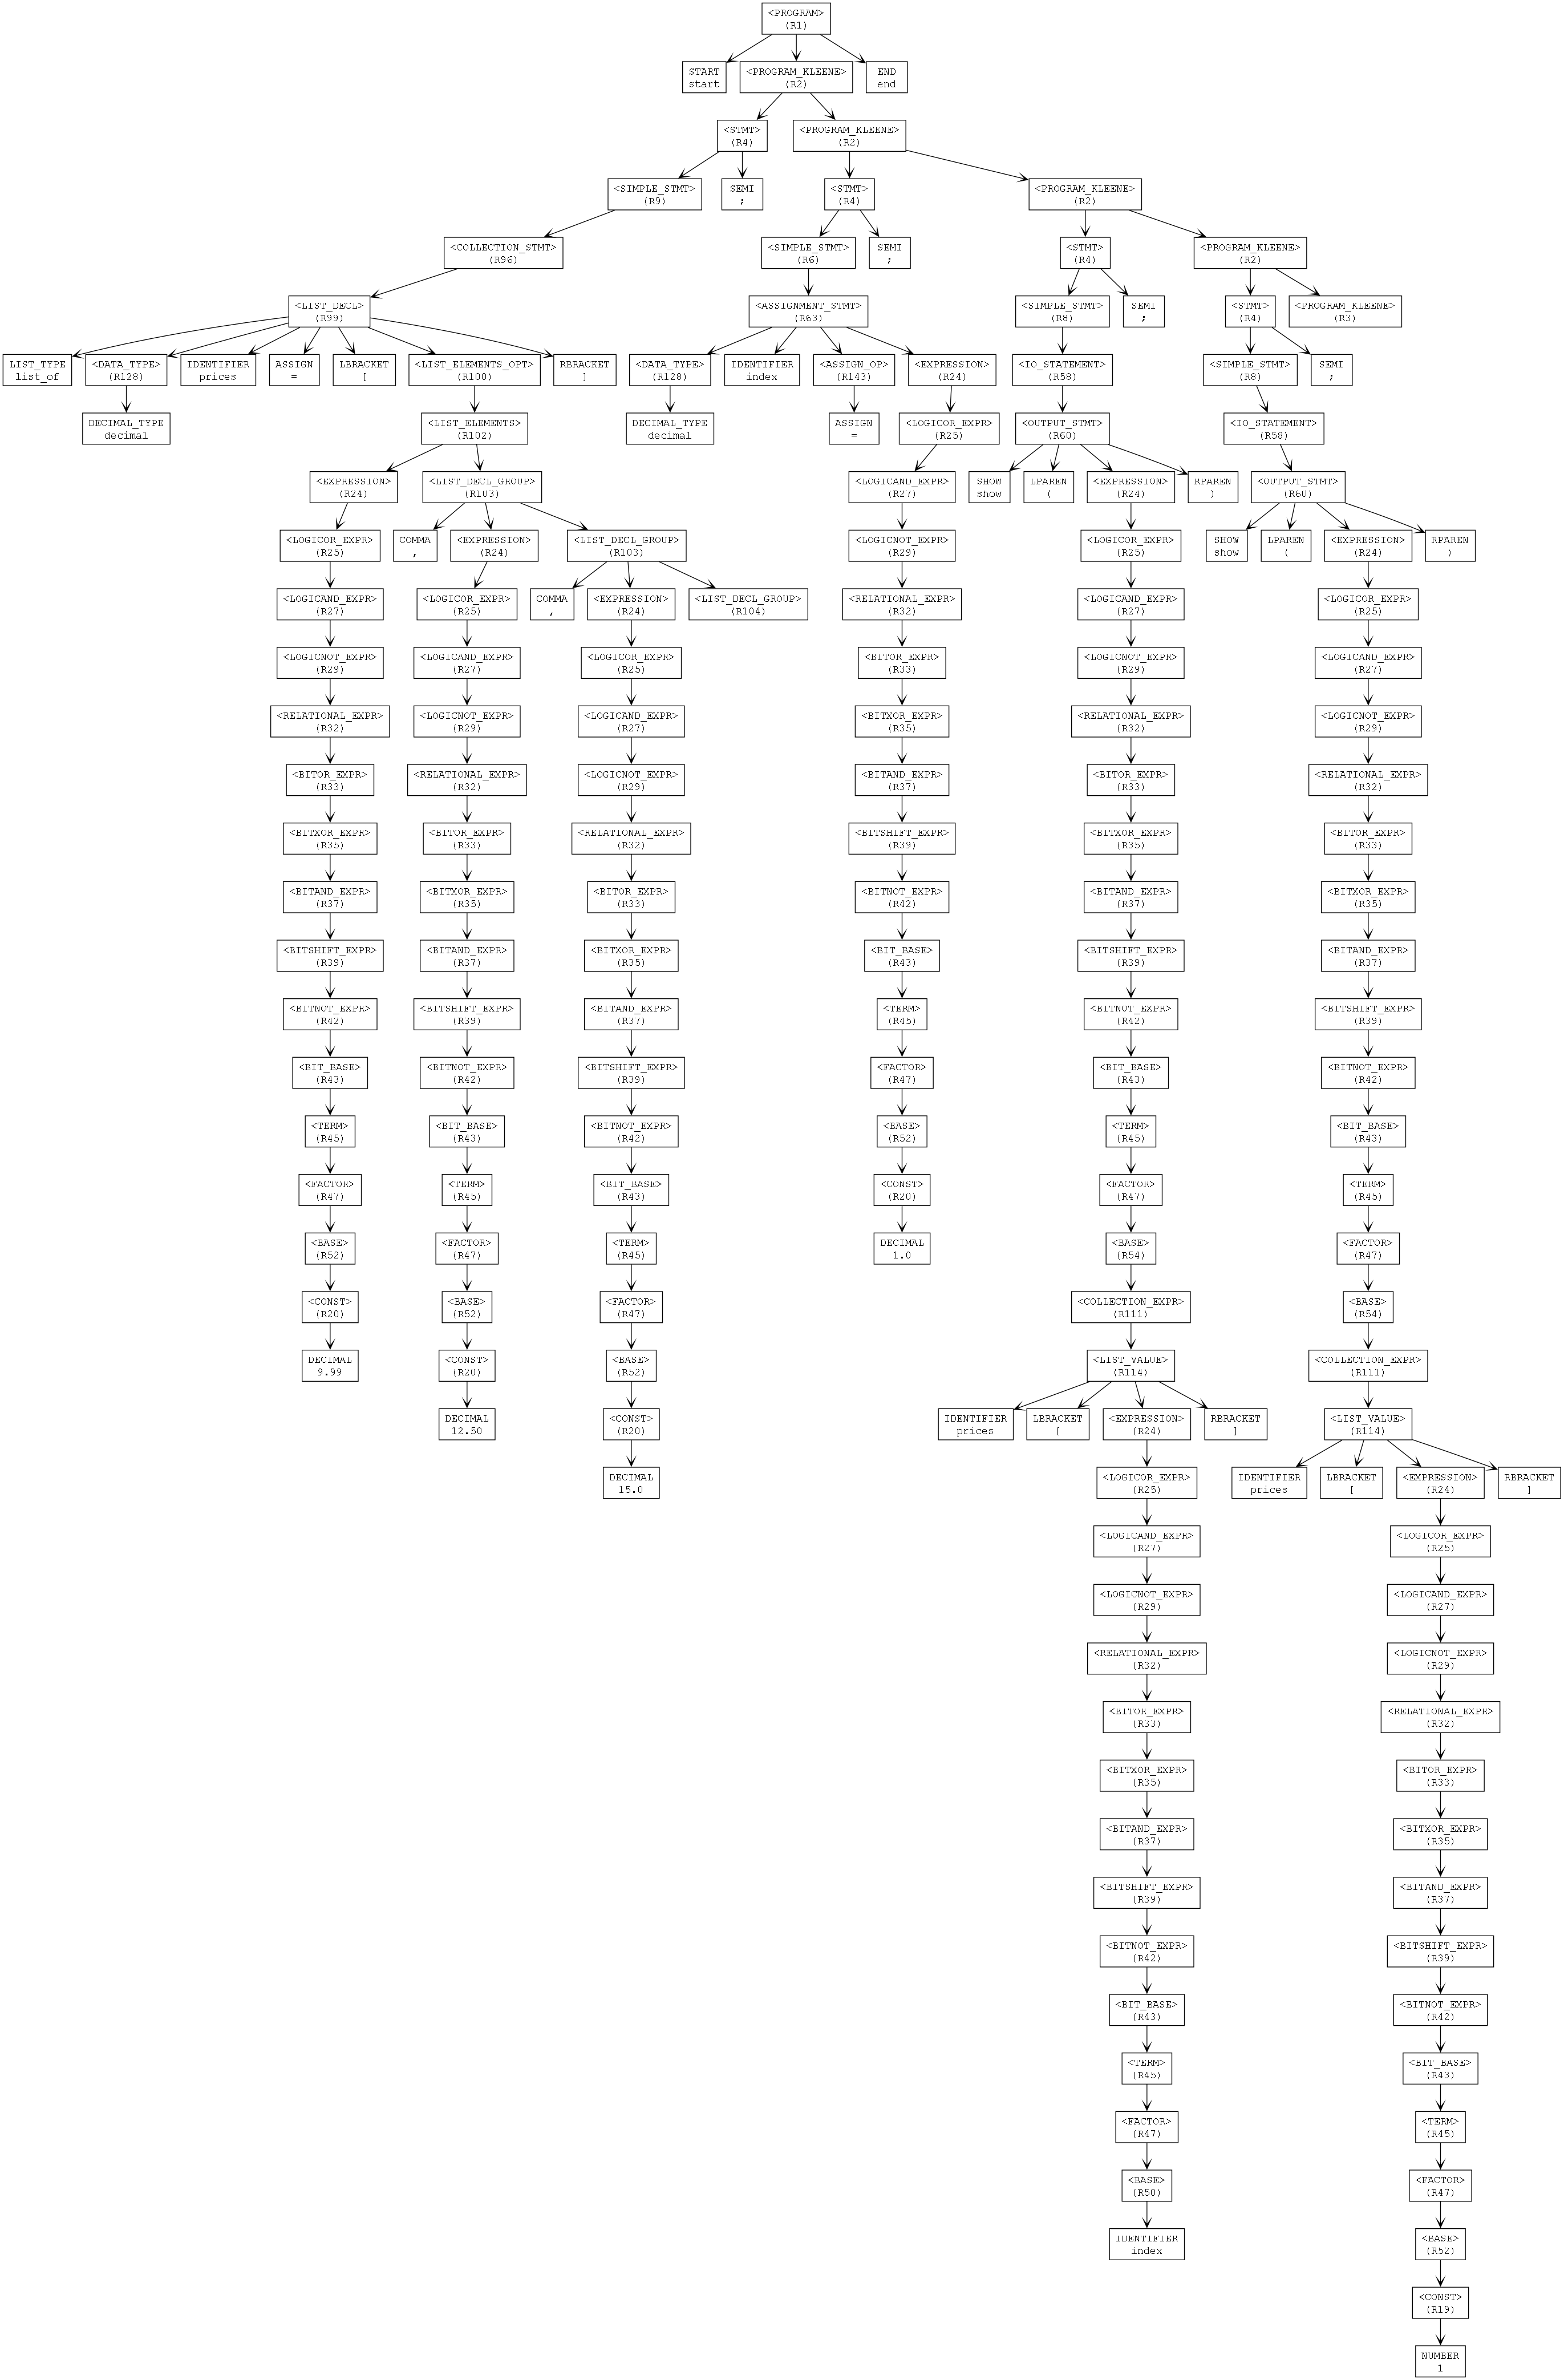 <PROGRAM>
(R1)
START <PROGRAM_KLEENE> END
start (R2) end
<STMT> <PROGRAM_KLEENE>
(R4) (R2)
<SIMPLE_STMT> SEMI <STMT> <PROGRAM_KLEENE>
(R9) ; (R4) (R2)
<COLLECTION_STMT> <SIMPLE_STMT> SEMI <STMT> <PROGRAM_KLEENE>
(R96) (R6) ; (R4) (R2)
<LIST_DECL> <ASSIGNMENT_STMT> <SIMPLE_STMT> SEMI <STMT> <PROGRAM_KLEENE>
(R99) (R63) (R8) ; (R4) (R3)
LIST_TYPE <DATA_TYPE> IDENTIFIER ASSIGN LBRACKET <LIST_ELEMENTS_OPT> RBRACKET <DATA_TYPE> IDENTIFIER <ASSIGN_OP> <EXPRESSION> <IO_STATEMENT> <SIMPLE_STMT> SEMI
list_of (R128) prices = [ (R100) ] (R128) index (R143) (R24) (R58) (R8) ;
DECIMAL_TYPE <LIST_ELEMENTS> DECIMAL_TYPE ASSIGN <LOGICOR_EXPR> <OUTPUT_STMT> <IO_STATEMENT>
decimal (R102) decimal = (R25) (R60) (R58)
<EXPRESSION> <LIST_DECL_GROUP> <LOGICAND_EXPR> SHOW LPAREN <EXPRESSION> RPAREN <OUTPUT_STMT>
(R24) (R103) (R27) show ( (R24) ) (R60)
<LOGICOR_EXPR> COMMA <EXPRESSION> <LIST_DECL_GROUP> <LOGICNOT_EXPR> <LOGICOR_EXPR> SHOW LPAREN <EXPRESSION> RPAREN
(R25) , (R24) (R103) (R29) (R25) show ( (R24) )
<LOGICAND_EXPR> <LOGICOR_EXPR> COMMA <EXPRESSION> <LIST_DECL_GROUP> <RELATIONAL_EXPR> <LOGICAND_EXPR> <LOGICOR_EXPR>
(R27) (R25) , (R24) (R104) (R32) (R27) (R25)
<LOGICNOT_EXPR> <LOGICAND_EXPR> <LOGICOR_EXPR> <BITOR_EXPR> <LOGICNOT_EXPR> <LOGICAND_EXPR>
(R29) (R27) (R25) (R33) (R29) (R27)
<RELATIONAL_EXPR> <LOGICNOT_EXPR> <LOGICAND_EXPR> <BITXOR_EXPR> <RELATIONAL_EXPR> <LOGICNOT_EXPR>
(R32) (R29) (R27) (R35) (R32) (R29)
<BITOR_EXPR> <RELATIONAL_EXPR> <LOGICNOT_EXPR> <BITAND_EXPR> <BITOR_EXPR> <RELATIONAL_EXPR>
(R33) (R32) (R29) (R37) (R33) (R32)
<BITXOR_EXPR> <BITOR_EXPR> <RELATIONAL_EXPR> <BITSHIFT_EXPR> <BITXOR_EXPR> <BITOR_EXPR>
(R35) (R33) (R32) (R39) (R35) (R33)
<BITAND_EXPR> <BITXOR_EXPR> <BITOR_EXPR> <BITNOT_EXPR> <BITAND_EXPR> <BITXOR_EXPR>
(R37) (R35) (R33) (R42) (R37) (R35)
<BITSHIFT_EXPR> <BITAND_EXPR> <BITXOR_EXPR> <BIT_BASE> <BITSHIFT_EXPR> <BITAND_EXPR>
(R39) (R37) (R35) (R43) (R39) (R37)
<BITNOT_EXPR> <BITSHIFT_EXPR> <BITAND_EXPR> <TERM> <BITNOT_EXPR> <BITSHIFT_EXPR>
(R42) (R39) (R37) (R45) (R42) (R39)
<BIT_BASE> <BITNOT_EXPR> <BITSHIFT_EXPR> <FACTOR> <BIT_BASE> <BITNOT_EXPR>
(R43) (R42) (R39) (R47) (R43) (R42)
<TERM> <BIT_BASE> <BITNOT_EXPR> <BASE> <TERM> <BIT_BASE>
(R45) (R43) (R42) (R52) (R45) (R43)
<FACTOR> <TERM> <BIT_BASE> <CONST> <FACTOR> <TERM>
(R47) (R45) (R43) (R20) (R47) (R45)
<BASE> <FACTOR> <TERM> DECIMAL <BASE> <FACTOR>
(R52) (R47) (R45) 1.0 (R54) (R47)
<CONST> <BASE> <FACTOR> <COLLECTION_EXPR> <BASE>
(R20) (R52) (R47) (R111) (R54)
DECIMAL <CONST> <BASE> <LIST_VALUE> <COLLECTION_EXPR>
9.99 (R20) (R52) (R114) (R111)
DECIMAL <CONST> IDENTIFIER LBRACKET <EXPRESSION> RBRACKET <LIST_VALUE>
12.50 (R20) prices [ (R24) ] (R114)
DECIMAL <LOGICOR_EXPR> IDENTIFIER LBRACKET <EXPRESSION> RBRACKET
15.0 (R25) prices [ (R24) ]
<LOGICAND_EXPR> <LOGICOR_EXPR>
(R27) (R25)
<LOGICNOT_EXPR> <LOGICAND_EXPR>
(R29) (R27)
<RELATIONAL_EXPR> <LOGICNOT_EXPR>
(R32) (R29)
<BITOR_EXPR> <RELATIONAL_EXPR>
(R33) (R32)
<BITXOR_EXPR> <BITOR_EXPR>
(R35) (R33)
<BITAND_EXPR> <BITXOR_EXPR>
(R37) (R35)
<BITSHIFT_EXPR> <BITAND_EXPR>
(R39) (R37)
<BITNOT_EXPR> <BITSHIFT_EXPR>
(R42) (R39)
<BIT_BASE> <BITNOT_EXPR>
(R43) (R42)
<TERM> <BIT_BASE>
(R45) (R43)
<FACTOR> <TERM>
(R47) (R45)
<BASE> <FACTOR>
(R50) (R47)
IDENTIFIER <BASE>
index (R52)
<CONST>
(R19)
NUMBER
1